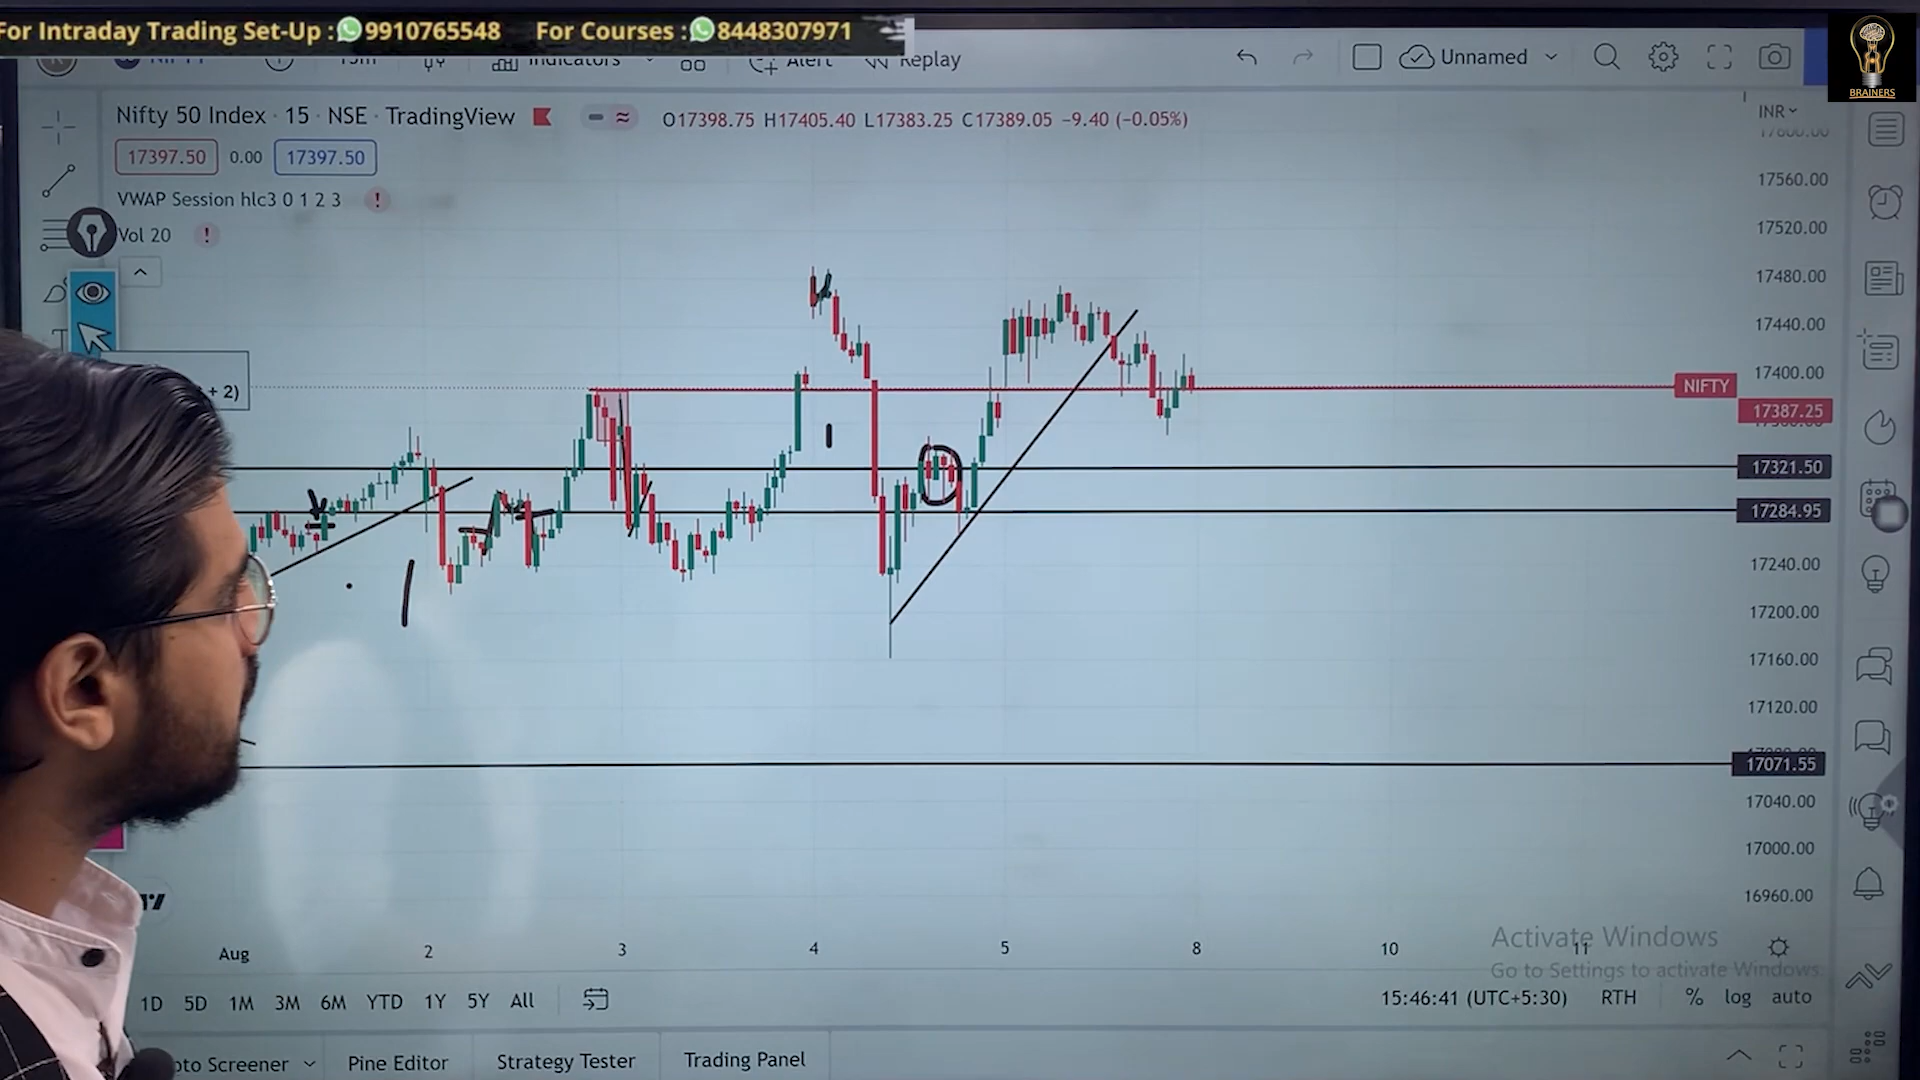 For Intraday Trading Set-Up : 9910765548 For Courses : 8448307971
BRAINERS
15m Indicators Alert Replay Unnamed
Nifty 50 Index · 15 · NSE · TradingView O17398.75 H17405.40 L17383.25 C17389.05 −9.40 (−0.05%)
INR
17397.50 0.00 17397.50
VWAP Session hlc3 0 1 2 3 !
Vol 20 !
+ 2)
17560.00
17520.00
17480.00
17440.00
17400.00
NIFTY
17387.25
17321.50
17284.95
17240.00
17200.00
17160.00
17120.00
17071.55
17040.00
17000.00
16960.00
Aug 2 3 4 5 8 10 11
Activate Windows
Go to Settings to activate Windows.
1D 5D 1M 3M 6M YTD 1Y 5Y All 15:46:41 (UTC+5:30) RTH % log auto
Screener Pine Editor Strategy Tester Trading Panel